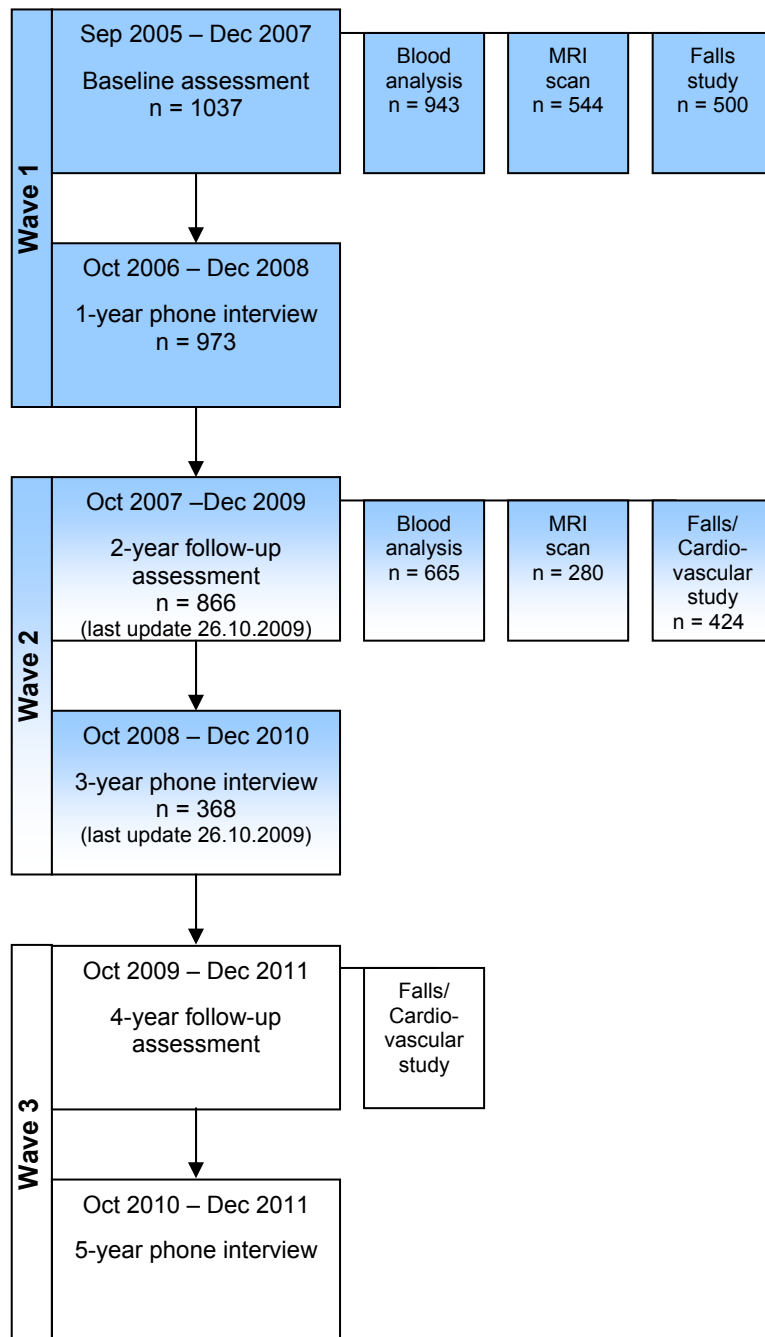 Wave 1
Sep 2005 – Dec 2007
Baseline assessment
n = 1037
Blood
analysis
n = 943
MRI
scan
n = 544
Falls
study
n = 500
Oct 2006 – Dec 2008
1-year phone interview
n = 973
Wave 2
Oct 2007 –Dec 2009
2-year follow-up
assessment
n = 866
(last update 26.10.2009)
Blood
analysis
n = 665
MRI
scan
n = 280
Falls/
Cardio-
vascular
study
n = 424
Oct 2008 – Dec 2010
3-year phone interview
n = 368
(last update 26.10.2009)
Wave 3
Oct 2009 – Dec 2011
4-year follow-up
assessment
Falls/
Cardio-
vascular
study
Oct 2010 – Dec 2011
5-year phone interview